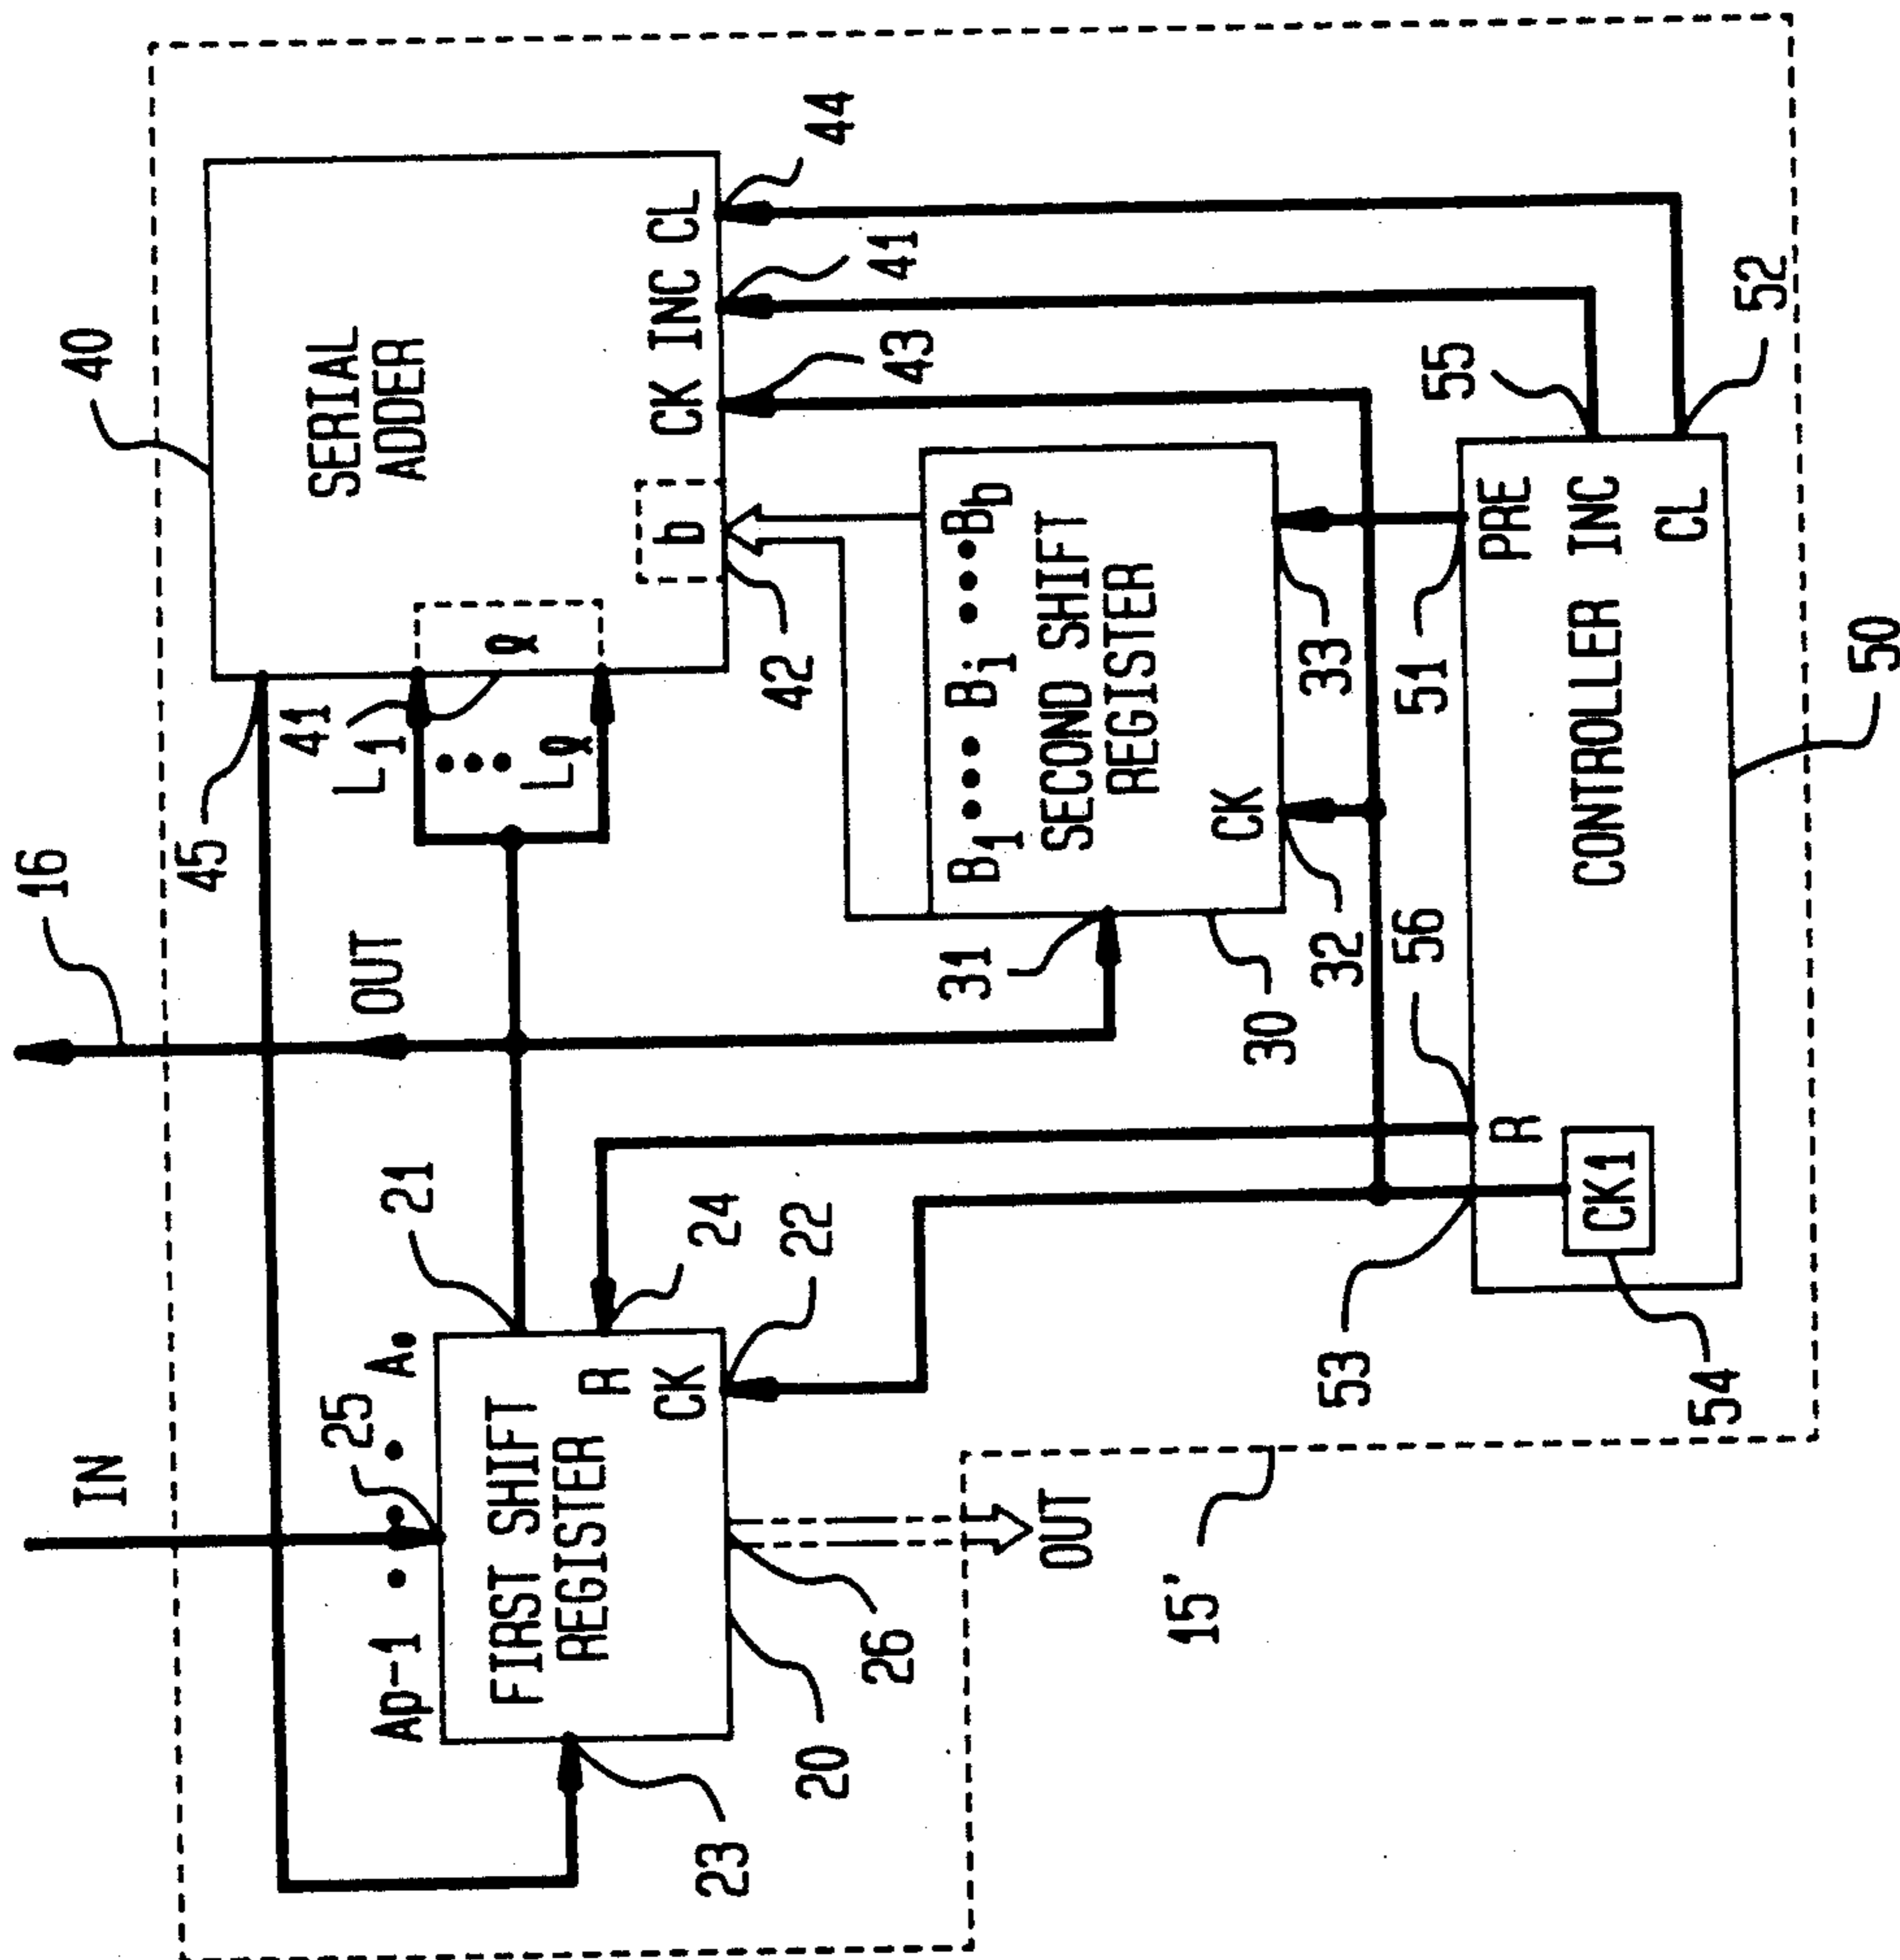 IN
16
OUT
45
40
SERIAL
ADDER
41
L1
Lℓ
ℓ
b
CK INC CL
42
43
41
44
25
Ap-1 • • • A0
21
FIRST SHIFT
REGISTER
R
CK
24
22
23
20
26
OUT
15'
31
B1 • • • Bi • • • Bb
SECOND SHIFT
REGISTER
CK
30
32
33
56
51
55
52
53
R
PRE
INC
CL
CK1
CONTROLLER
54
50